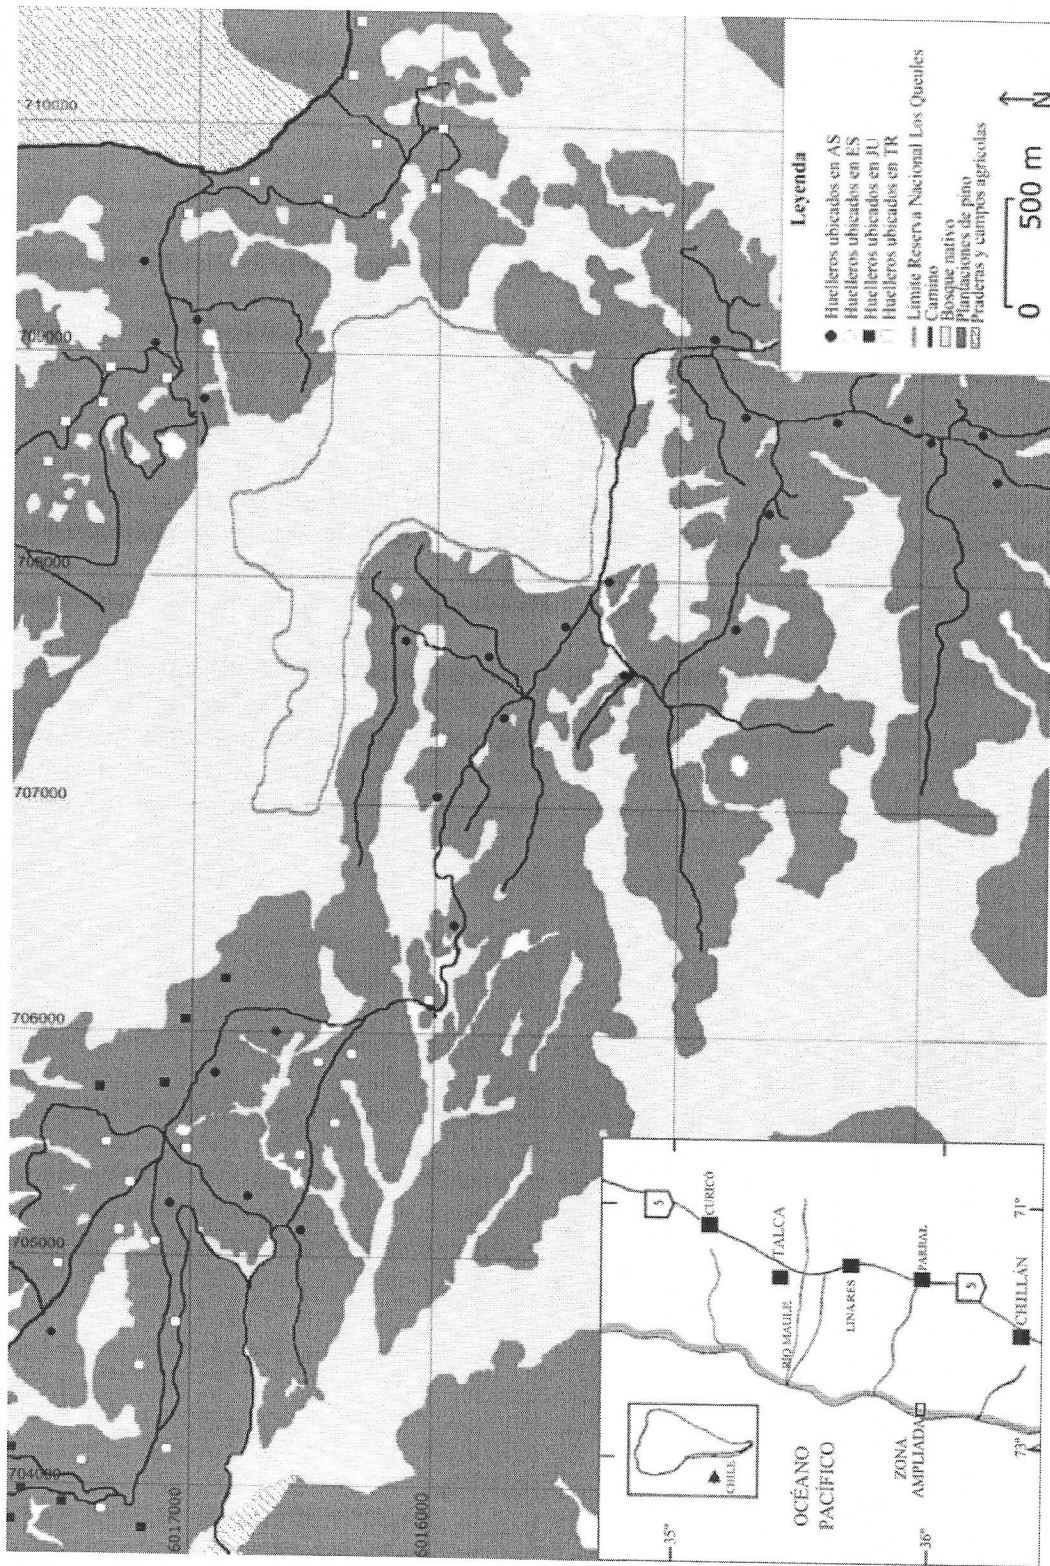 704000
705000
706000
707000
708000
709000
710000
6017000
6016000
Leyenda
Huelleros ubicados en AS
Huelleros ubicados en ES
Huelleros ubicados en JU
Huelleros ubicados en TR
Límite Reserva Nacional Los Queules
Camino
Bosque nativo
Plantaciones de pino
Praderas y campos agrícolas
0 500 m
N
35°
36°
73°
71°
CHILE
OCÉANO
PACÍFICO
ZONA
AMPLIADA
RÍO MAULE
5
CURICÓ
TALCA
LINARES
PARRAL
5
CHILLÁN